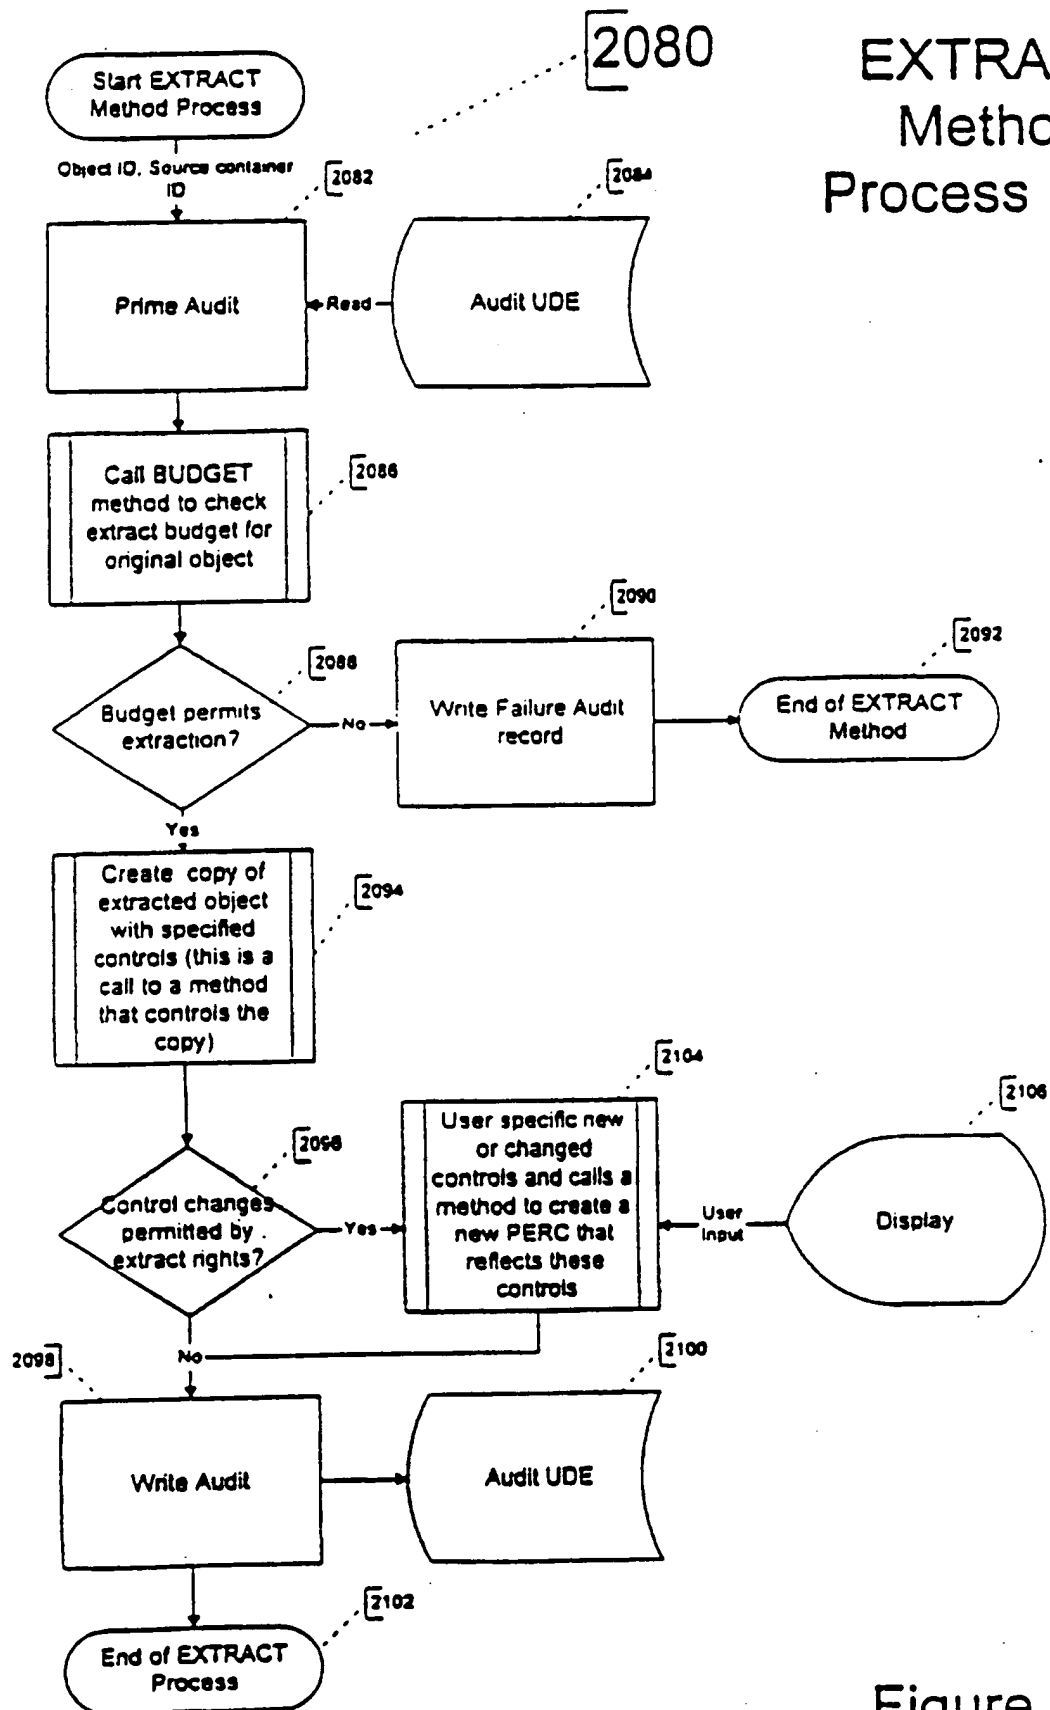 2080
EXTRA
Metho
Process
Start EXTRACT
Method Process
Object ID, Source container
ID
2082
2084
Prime Audit
Read
Audit UDE
2086
Call BUDGET
method to check
extract budget for
original object
2088
2090
2092
Budget permits
extraction?
No
Write Failure Audit
record
End of EXTRACT
Method
Yes
2094
Create copy of
extracted object
with specified
controls (this is a
call to a method
that controls the
copy)
2096
2104
2106
Control changes
permitted by
extract rights?
Yes
User specific new
or changed
controls and calls a
method to create a
new PERC that
reflects these
controls
User
Input
Display
No
2098
2100
Write Audit
Audit UDE
2102
End of EXTRACT
Process
Figure